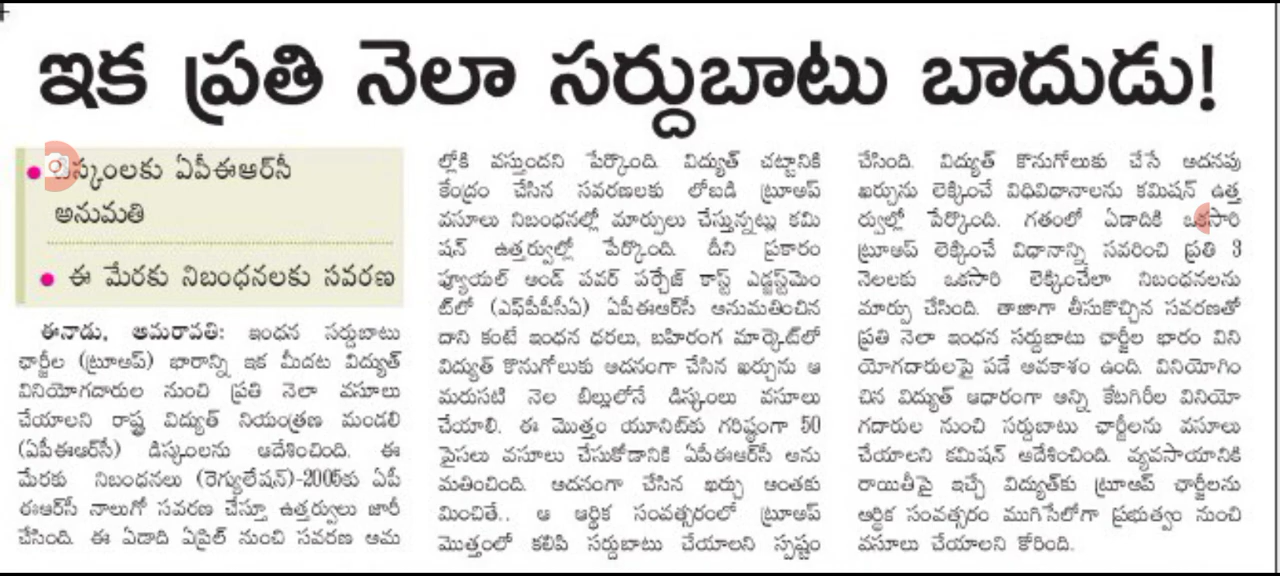 ఇక ప్రతి నెలా సర్దుబాటు బాదుడు!
డిస్కంలకు ఏపీఈఆర్‌సీ
అనుమతి
ఈ మేరకు నిబంధనలకు సవరణ
ఈనాడు, అమరావతి: ఇంధన సర్దుబాటు
ఛార్జీల (ట్రూఅప్) భారాన్ని ఇక మీదట విద్యుత్
వినియోగదారుల నుంచి ప్రతి నెలా వసూలు
చేయాలని రాష్ట్ర విద్యుత్ నియంత్రణ మండలి
(ఏపీఈఆర్‌సీ) డిస్కంలను ఆదేశించింది. ఈ
మేరకు నిబంధనలు (రెగ్యులేషన్)-2005కు ఏపీ
ఈఆర్‌సీ నాలుగో సవరణ చేస్తూ ఉత్తర్వులు జారీ
చేసింది. ఈ ఏడాది ఏప్రిల్ నుంచి సవరణ అమ
ల్లోకి వస్తుందని పేర్కొంది. విద్యుత్ చట్టానికి
కేంద్రం చేసిన సవరణలకు లోబడి ట్రూఅప్
వసూలు నిబంధనల్లో మార్పులు చేస్తున్నట్లు కమి
షన్ ఉత్తర్వుల్లో పేర్కొంది. దీని ప్రకారం
ఫ్యూయల్ అండ్ పవర్ పర్చేజ్ కాస్ట్ ఎడ్జస్ట్‌మెం
ట్‌లో (ఎఫ్‌పీపీసీఏ) ఏపీఈఆర్‌సీ అనుమతించిన
దాని కంటే ఇంధన ధరలు, బహిరంగ మార్కెట్‌లో
విద్యుత్ కొనుగోలుకు అదనంగా చేసిన ఖర్చును ఆ
మరుసటి నెల బిల్లులోనే డిస్కంలు వసూలు
చేయాలి. ఈ మొత్తం యూనిట్‌కు గరిష్ఠంగా 50
పైసలు వసూలు చేసుకోడానికి ఏపీఈఆర్‌సీ అను
మతించింది. అదనంగా చేసిన ఖర్చు అంతకు
మించితే.. ఆ ఆర్థిక సంవత్సరంలో ట్రూఅప్
మొత్తంలో కలిపి సర్దుబాటు చేయాలని స్పష్టం
చేసింది. విద్యుత్ కొనుగోలుకు చేసే అదనపు
ఖర్చును లెక్కించే విధివిధానాలను కమిషన్ ఉత్త
ర్వుల్లో పేర్కొంది. గతంలో ఏడాదికి ఒకసారి
ట్రూఅప్ లెక్కించే విధానాన్ని సవరించి ప్రతి 3
నెలలకు ఒకసారి లెక్కించేలా నిబంధనలను
మార్పు చేసింది. తాజాగా తీసుకొచ్చిన సవరణతో
ప్రతి నెలా ఇంధన సర్దుబాటు ఛార్జీల భారం విని
యోగదారులపై పడే అవకాశం ఉంది. వినియోగిం
చిన విద్యుత్ ఆధారంగా అన్ని కేటగిరీల వినియో
గదారుల నుంచి సర్దుబాటు ఛార్జీలను వసూలు
చేయాలని కమిషన్ ఆదేశించింది. వ్యవసాయానికి
రాయితీపై ఇచ్చే విద్యుత్‌కు ట్రూఅప్ ఛార్జీలను
ఆర్థిక సంవత్సరం ముగిసేలోగా ప్రభుత్వం నుంచి
వసూలు చేయాలని కోరింది.